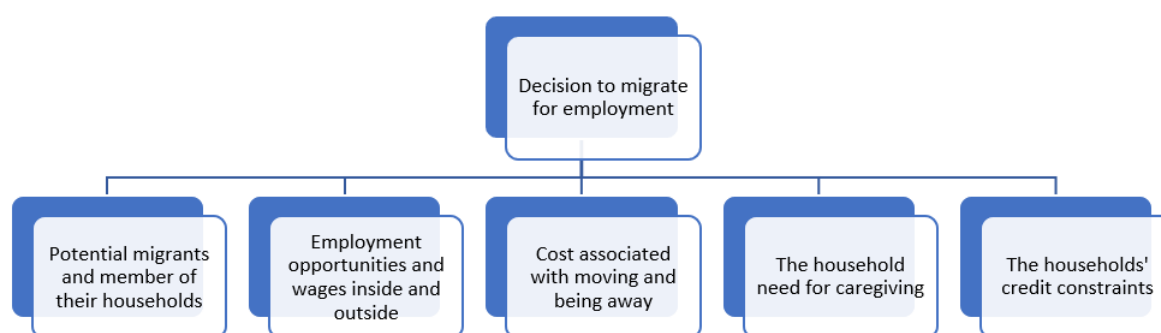 Decision to migrate
for employment
Potential migrants
and member of
their households
Employment
opportunities and
wages inside and
outside
Cost associated
with moving and
being away
The household
need for caregiving
The households'
credit constraints